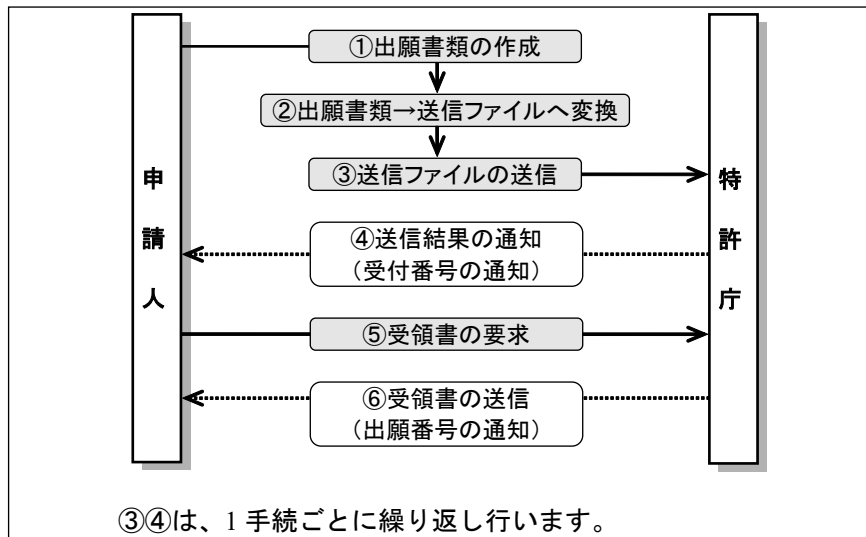 ①出願書類の作成
②出願書類→送信ファイルへ変換
③送信ファイルの送信
申請人
特許庁
④送信結果の通知
（受付番号の通知）
⑤受領書の要求
⑥受領書の送信
（出願番号の通知）
③④は、1 手続ごとに繰り返し行います。